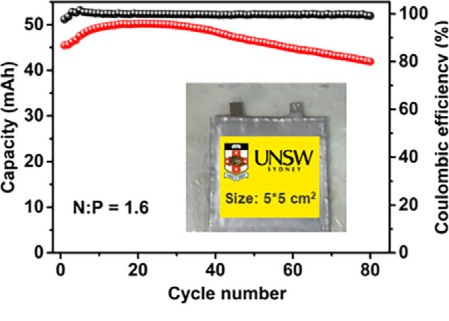 50
40
30
20
10
0
Capacity (mAh)
100
80
60
40
20
0
Coulombic efficiency (%)
UNSW
SYDNEY
Size: 5*5 cm²
N:P = 1.6
0 20 40 60 80
Cycle number